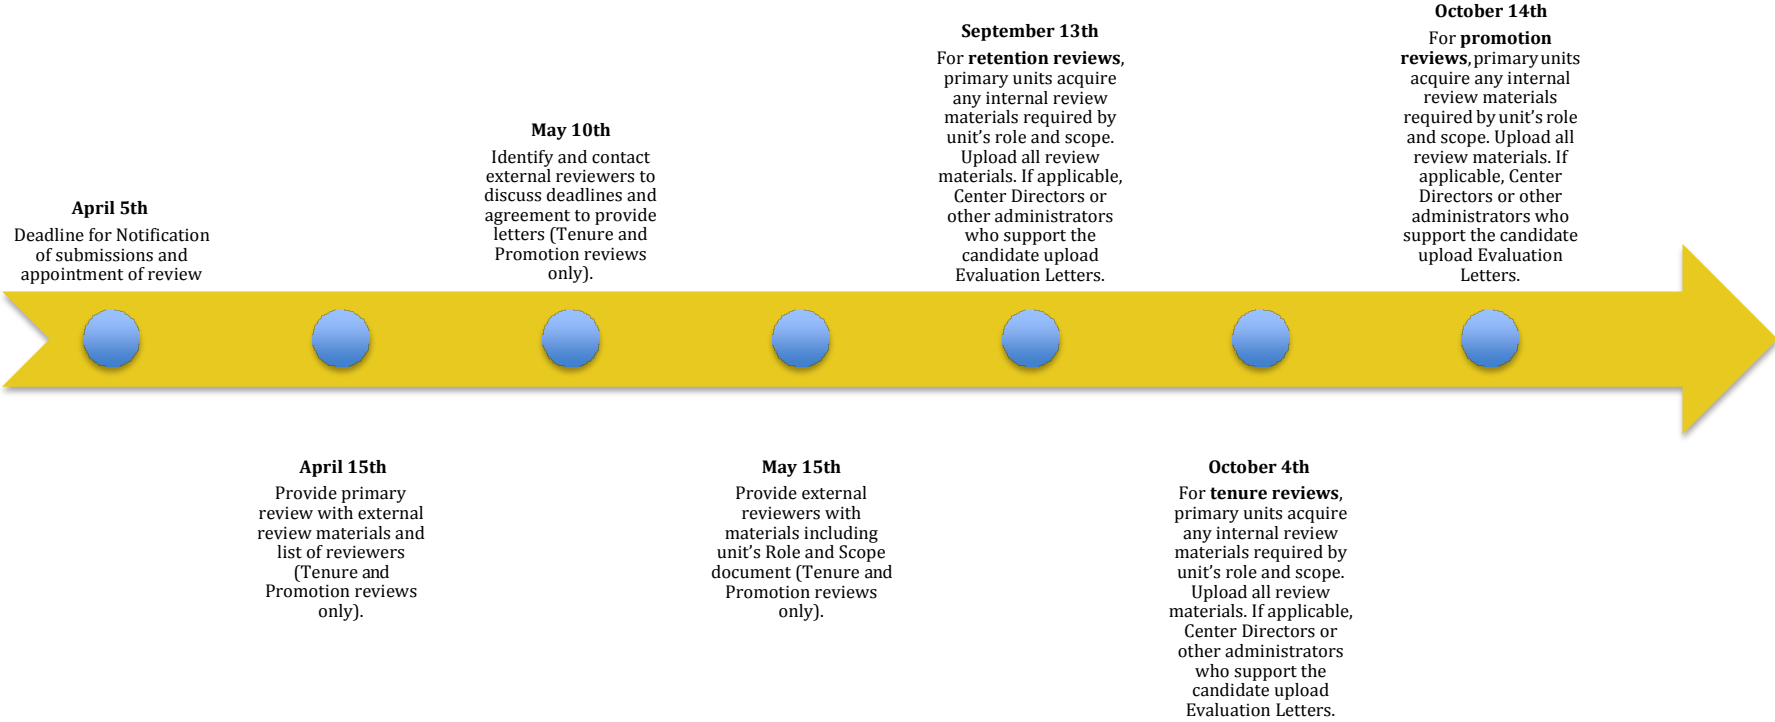 April 5th
Deadline for Notification
of submissions and
appointment of review
April 15th
Provide primary
review with external
review materials and
list of reviewers
(Tenure and
Promotion reviews
only).
May 10th
Identify and contact
external reviewers to
discuss deadlines and
agreement to provide
letters (Tenure and
Promotion reviews
only).
May 15th
Provide external
reviewers with
materials including
unit’s Role and Scope
document (Tenure and
Promotion reviews
only).
September 13th
For retention reviews,
primary units acquire
any internal review
materials required by
unit’s role and scope.
Upload all review
materials. If applicable,
Center Directors or
other administrators
who support the
candidate upload
Evaluation Letters.
October 4th
For tenure reviews,
primary units acquire
any internal review
materials required by
unit’s role and scope.
Upload all review
materials. If applicable,
Center Directors or
other administrators
who support the
candidate upload
Evaluation Letters.
October 14th
For promotion
reviews, primary units
acquire any internal
review materials
required by unit’s role
and scope. Upload all
review materials. If
applicable, Center
Directors or other
administrators who
support the candidate
upload Evaluation
Letters.